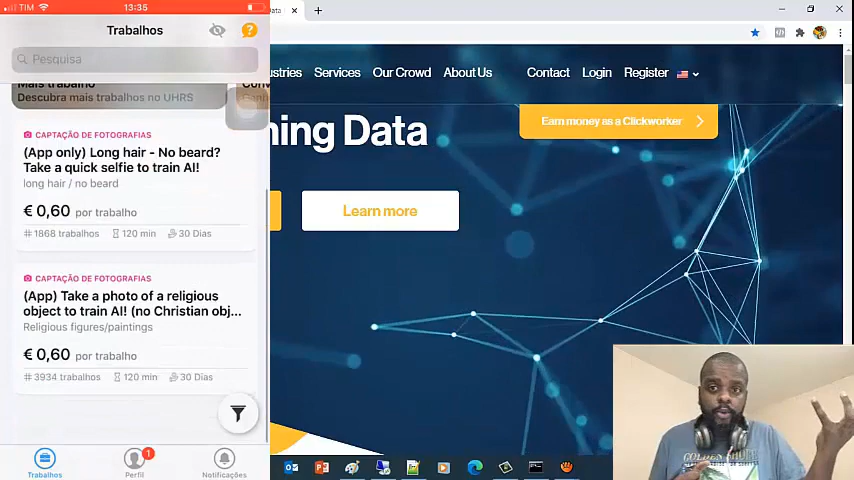 TIM
13:35
Trabalhos
Pesquisa
Mais trabalho
Descubra mais trabalhos no UHRS
CAPTAÇÃO DE FOTOGRAFIAS
(App only) Long hair - No beard?
Take a quick selfie to train AI!
long hair / no beard
€ 0,60 por trabalho
# 1868 trabalhos
120 min
30 Dias
CAPTAÇÃO DE FOTOGRAFIAS
(App) Take a photo of a religious
object to train AI! (no Christian obj...
Religious figures/paintings
€ 0,60 por trabalho
# 3934 trabalhos
120 min
30 Dias
Trabalhos
1
Perfil
Notificações
Data /
ustries
Services
Our Crowd
About Us
Contact
Login
Register
ning Data
Earn money as a Clickworker
Learn more